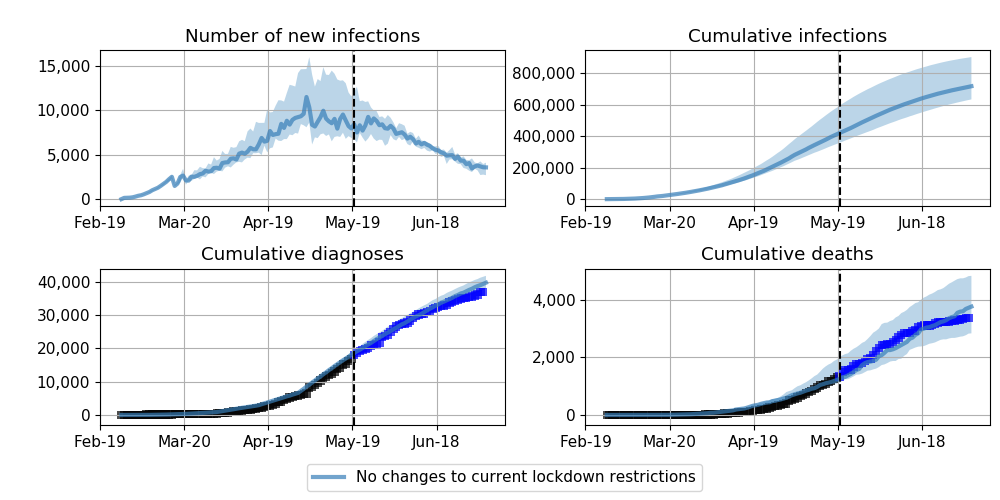 Number of new infections
15,000
10,000
5,000
0
Feb-19 Mar-20 Apr-19 May-19 Jun-18
Cumulative infections
800,000
600,000
400,000
200,000
0
Feb-19 Mar-20 Apr-19 May-19 Jun-18
Cumulative diagnoses
40,000
30,000
20,000
10,000
0
Feb-19 Mar-20 Apr-19 May-19 Jun-18
Cumulative deaths
4,000
2,000
0
Feb-19 Mar-20 Apr-19 May-19 Jun-18
No changes to current lockdown restrictions